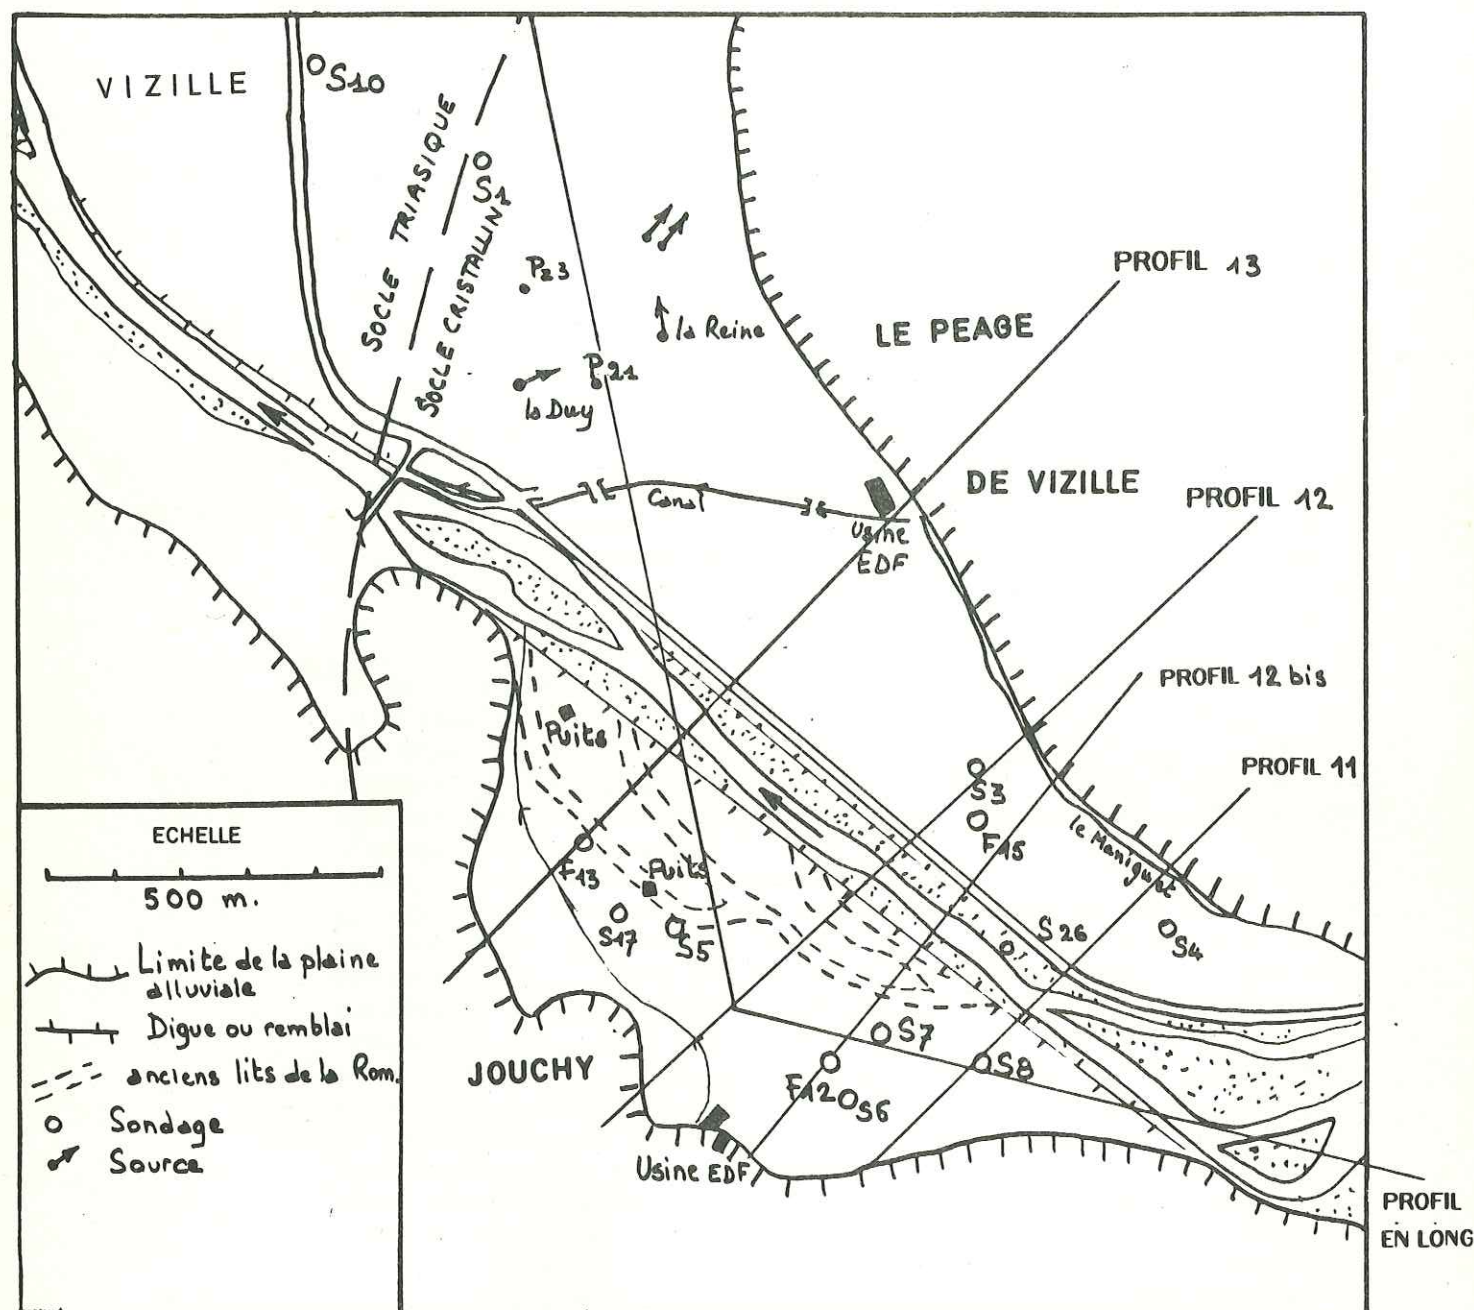 VIZILLE
S10
SOCLE TRIASIQUE
S1
SOCLE CRISTALLIN
P23
la Reine
P21
la Duy
PROFIL 13
LE PEAGE
DE VIZILLE
PROFIL 12
Canal
Usine
EDF
PROFIL 12 bis
Puits
S3
PROFIL 11
F15
le Maniguet
F13
Puits
S17
S5
S26
S4
S7
JOUCHY
F12
S6
S8
Usine EDF
PROFIL
EN LONG
ECHELLE
500 m.
Limite de la plaine
alluviale
Digue ou remblai
anciens lits de la Rom.
Sondage
Source